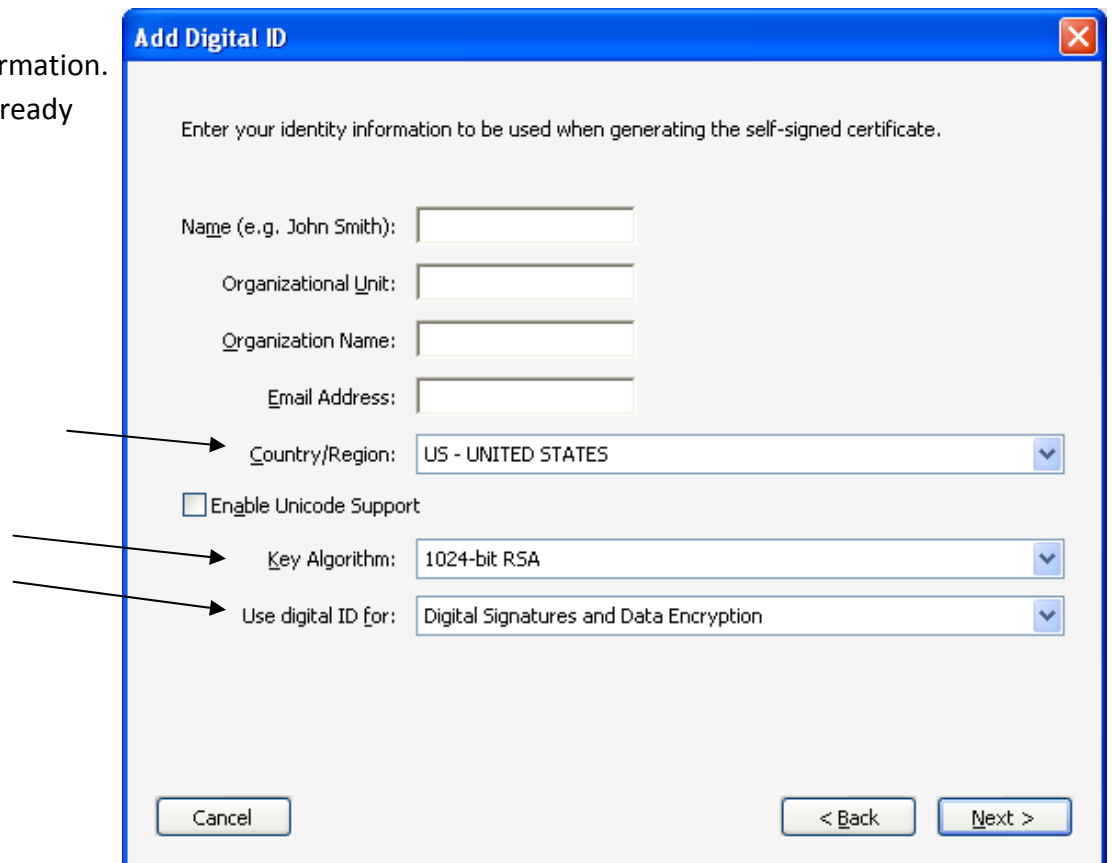 Add Digital ID
rmation.
ready
Enter your identity information to be used when generating the self-signed certificate.
Name (e.g. John Smith):
Organizational Unit:
Organization Name:
Email Address:
Country/Region: US - UNITED STATES
Enable Unicode Support
Key Algorithm: 1024-bit RSA
Use digital ID for: Digital Signatures and Data Encryption
Cancel < Back Next >